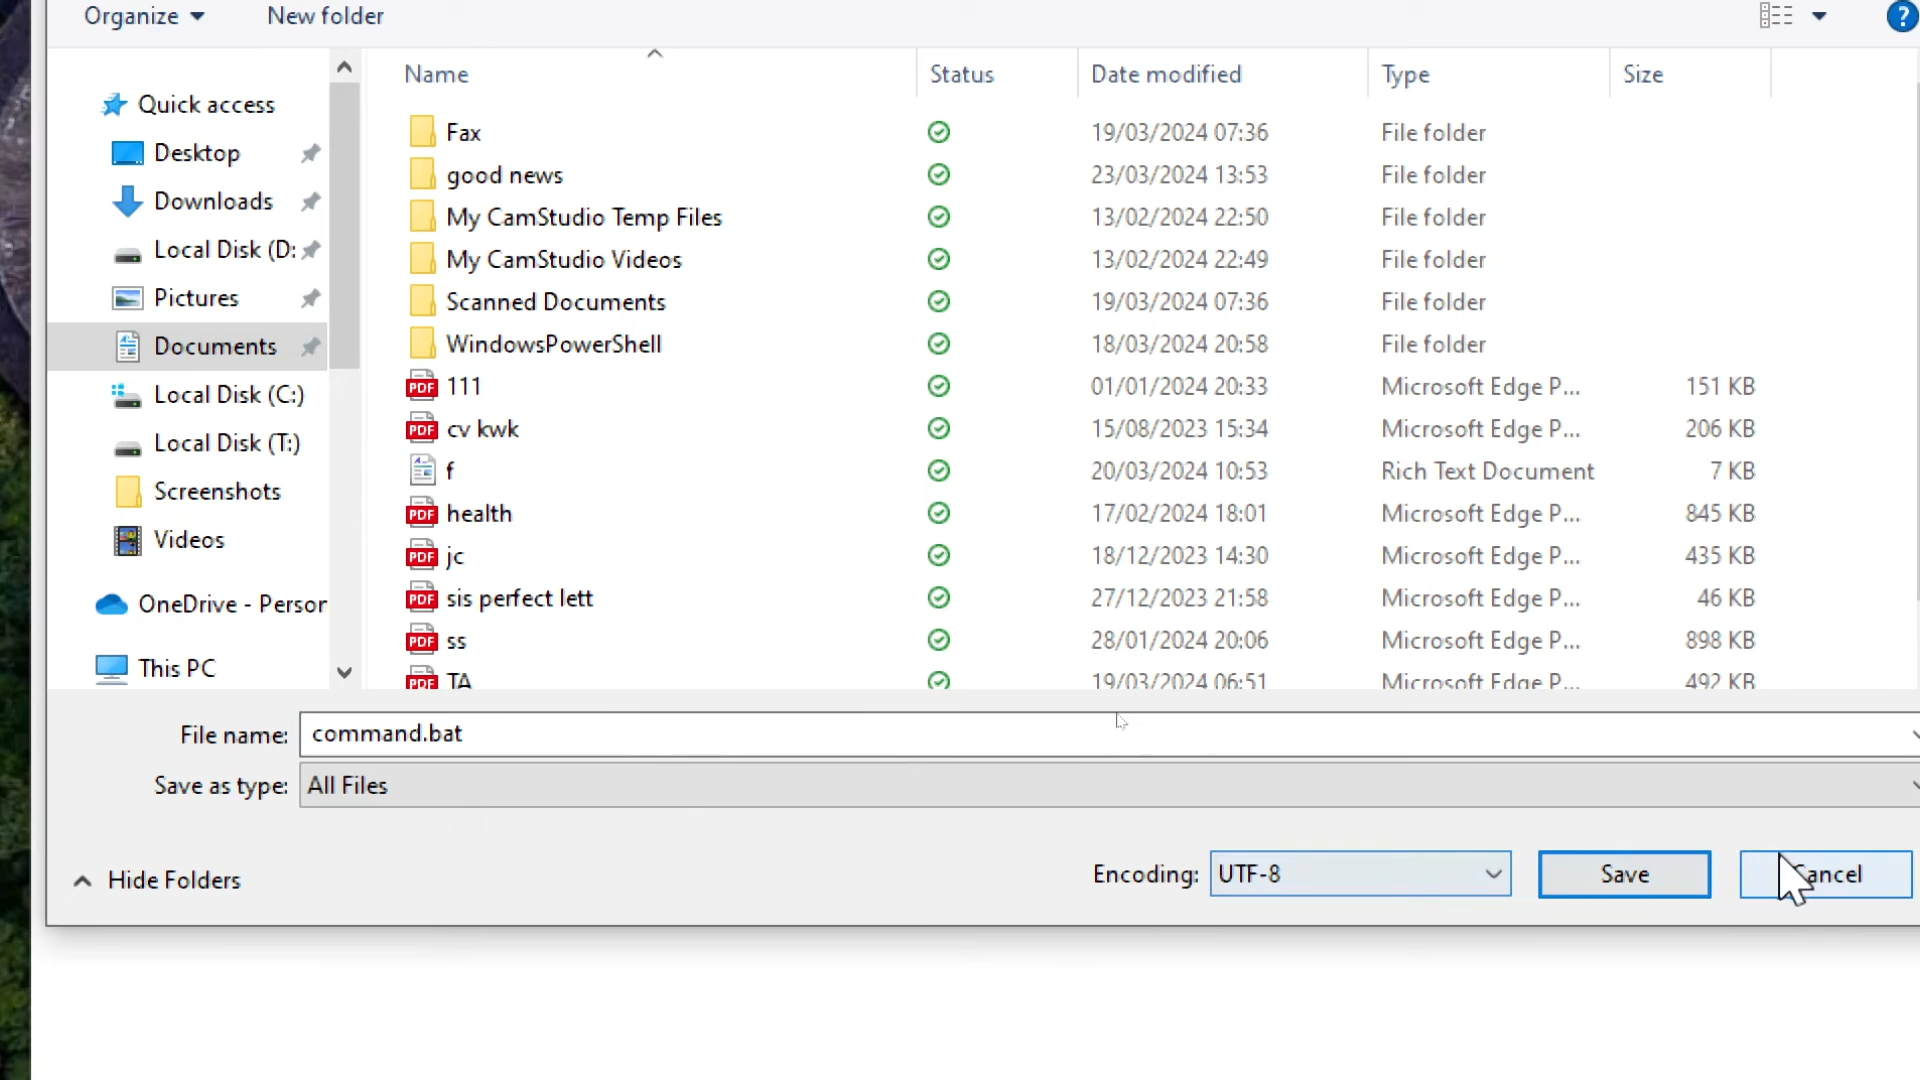 Organize New folder ?
Name Status Date modified Type Size
Quick access
Desktop
Downloads
Local Disk (D:
Pictures
Documents
Local Disk (C:)
Local Disk (T:)
Screenshots
Videos
OneDrive - Person
This PC
Fax 19/03/2024 07:36 File folder
good news 23/03/2024 13:53 File folder
My CamStudio Temp Files 13/02/2024 22:50 File folder
My CamStudio Videos 13/02/2024 22:49 File folder
Scanned Documents 19/03/2024 07:36 File folder
WindowsPowerShell 18/03/2024 20:58 File folder
PDF 111 01/01/2024 20:33 Microsoft Edge P... 151 KB
PDF cv kwk 15/08/2023 15:34 Microsoft Edge P... 206 KB
f 20/03/2024 10:53 Rich Text Document 7 KB
PDF health 17/02/2024 18:01 Microsoft Edge P... 845 KB
PDF jc 18/12/2023 14:30 Microsoft Edge P... 435 KB
PDF sis perfect lett 27/12/2023 21:58 Microsoft Edge P... 46 KB
PDF ss 28/01/2024 20:06 Microsoft Edge P... 898 KB
PDF TA 19/03/2024 06:51 Microsoft Edge P... 492 KB
File name: command.bat
Save as type: All Files
Hide Folders Encoding: UTF-8 Save Cancel